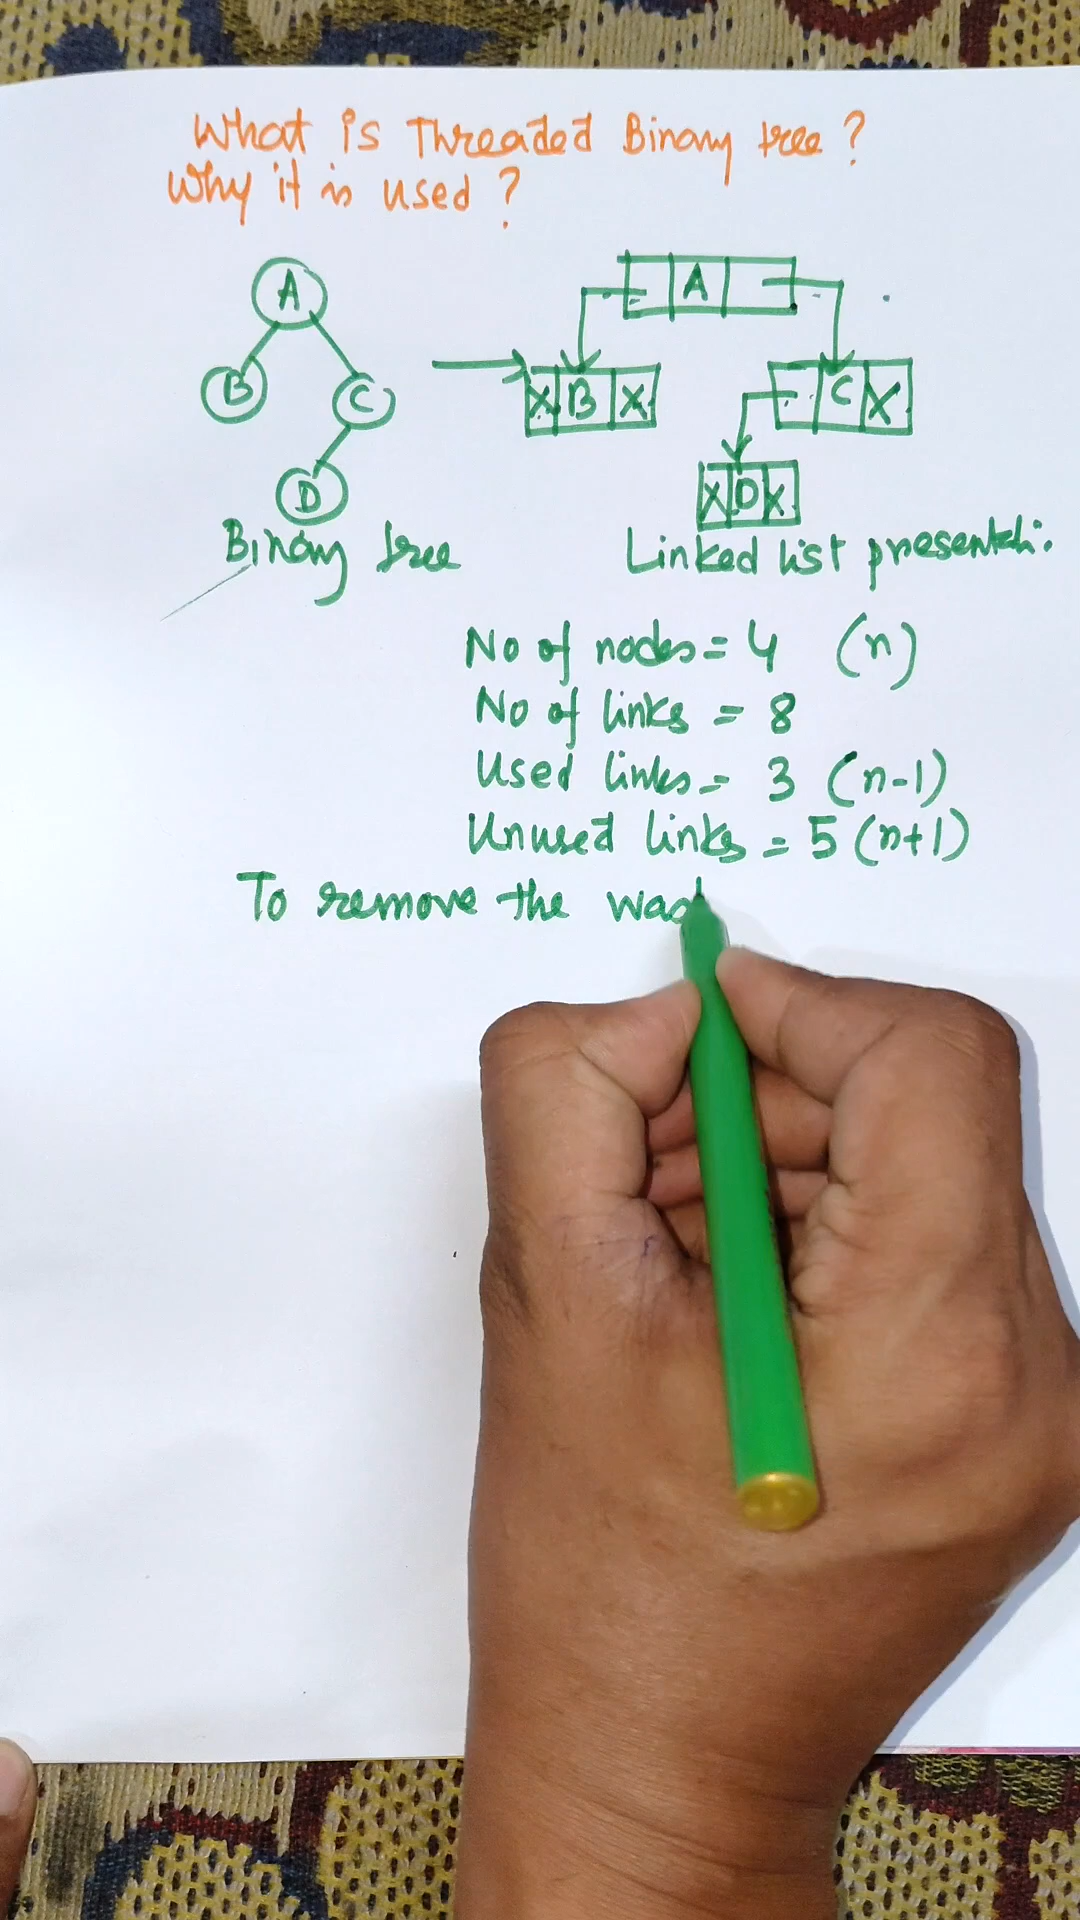 What is Threaded Binary tree ?
Why it is used ?
A
B
C
D
Binary tree
A
X B X
C X
X D X
Linked list presentati.
No of nodes = 4 (n)
No of links = 8
Used links = 3 (n-1)
Unused links = 5 (n+1)
To remove the